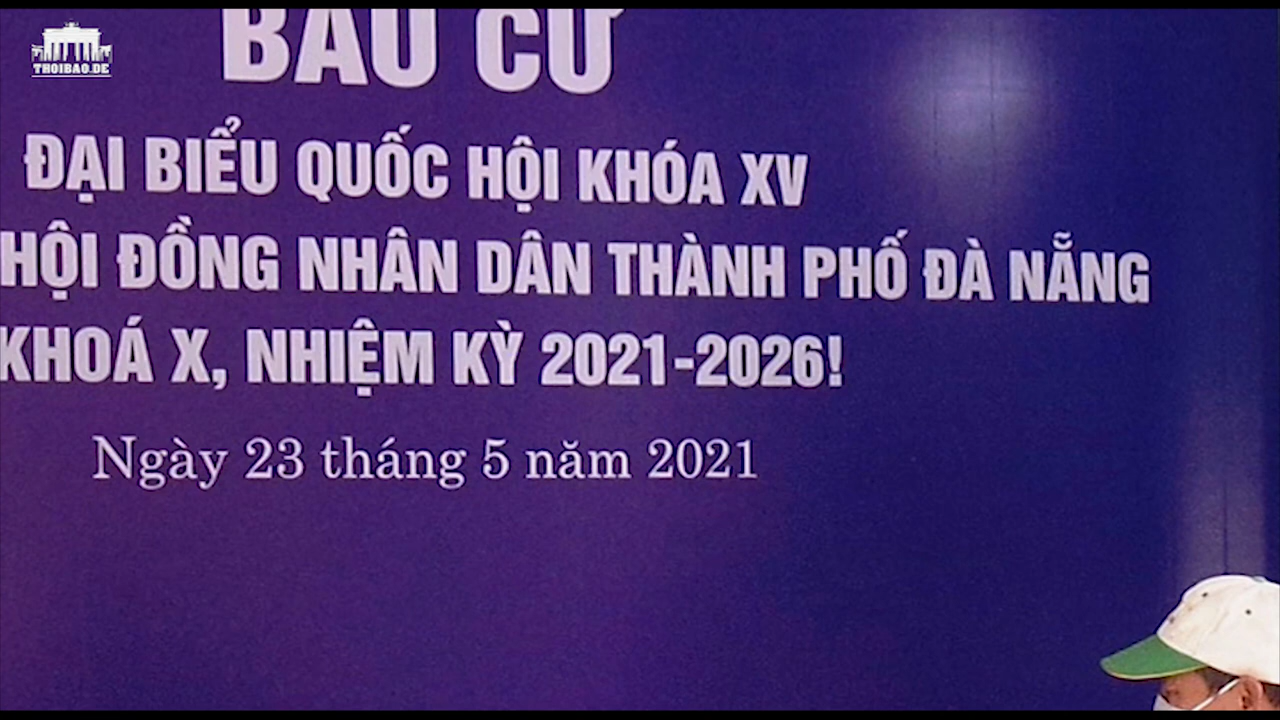 THOIBAO.DE
BẦU CỬ
ĐẠI BIỂU QUỐC HỘI KHÓA XV
HỘI ĐỒNG NHÂN DÂN THÀNH PHỐ ĐÀ NẴNG
KHOÁ X, NHIỆM KỲ 2021-2026!
Ngày 23 tháng 5 năm 2021